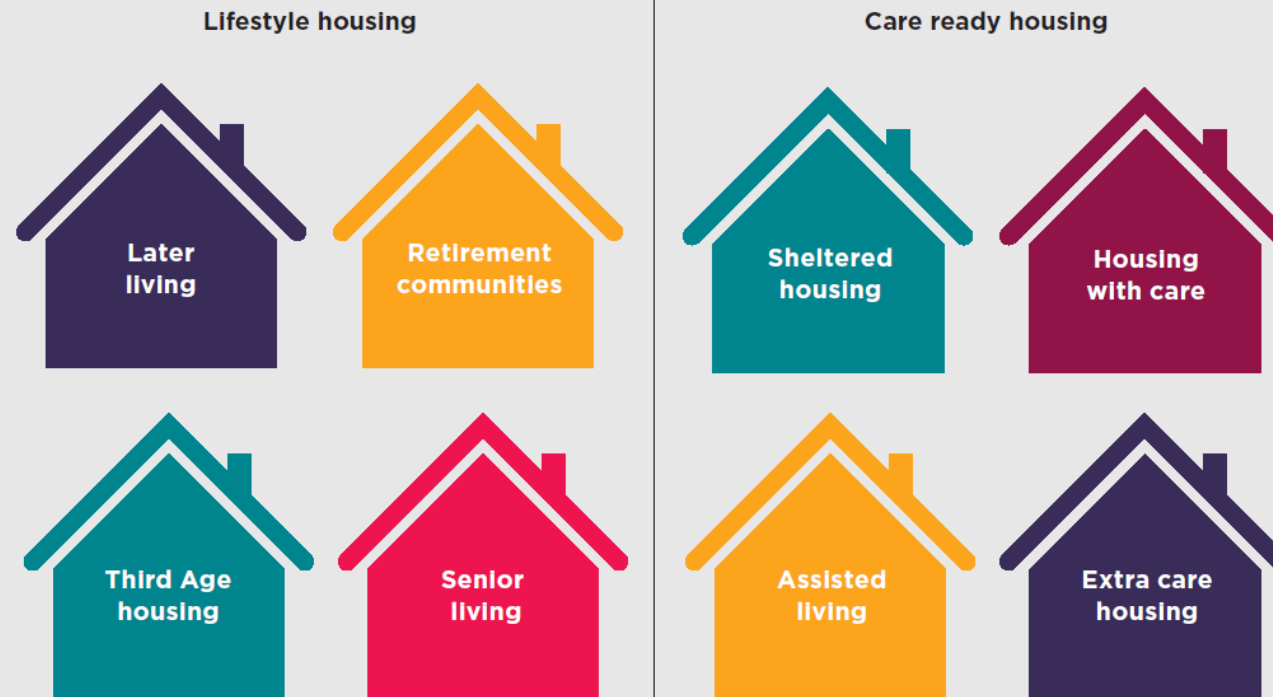 Lifestyle housing
Later
living
Retirement
communities
Third Age
housing
Senior
living
Care ready housing
Sheltered
housing
Housing
with care
Assisted
living
Extra care
housing